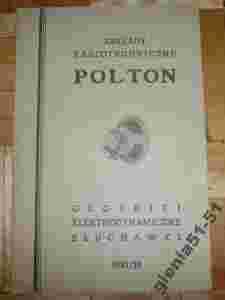 ZAKŁADY
RADIOTECHNICZNE
POLTON
GŁOŚNIKI
ELEKTRODYNAMICZNE
SŁUCHAWKI
gienia51-51